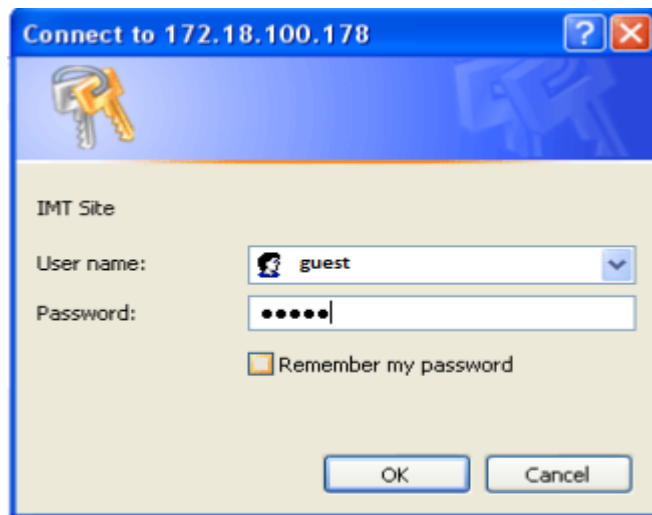 Connect to 172.18.100.178
IMT Site
User name: guest
Password: •••••
Remember my password
OK Cancel